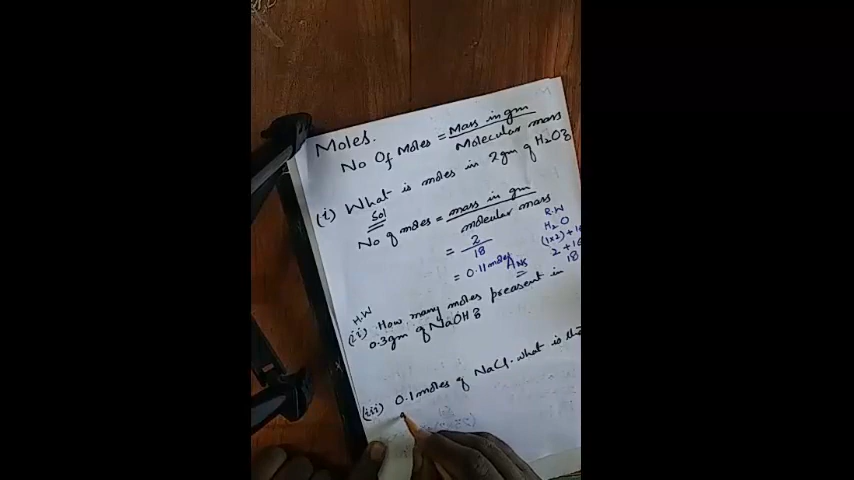 Moles.
No Of Moles = Mass in gm
Molecular mass
(i) What is moles in 2gm of H2O?
Sol
No of moles = mass in gm
molecular mass
= 2
18
= 0.11 moles Ans
R.W
H2O
(1x2) + 1
2 + 16
18
H.W
(ii) How many moles preasent in
0.3gm of NaOH?
(iii) 0.1 moles of NaCl. what is the